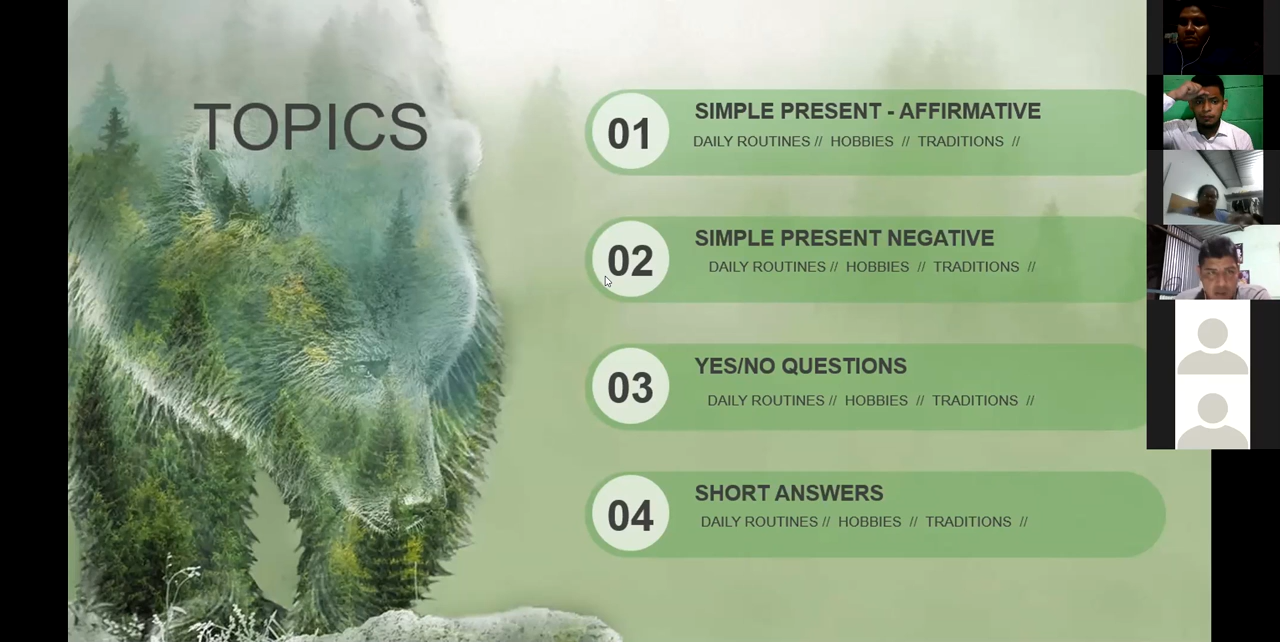 TOPICS
01
SIMPLE PRESENT - AFFIRMATIVE
DAILY ROUTINES // HOBBIES // TRADITIONS //
02
SIMPLE PRESENT NEGATIVE
DAILY ROUTINES // HOBBIES // TRADITIONS //
03
YES/NO QUESTIONS
DAILY ROUTINES // HOBBIES // TRADITIONS //
04
SHORT ANSWERS
DAILY ROUTINES // HOBBIES // TRADITIONS //